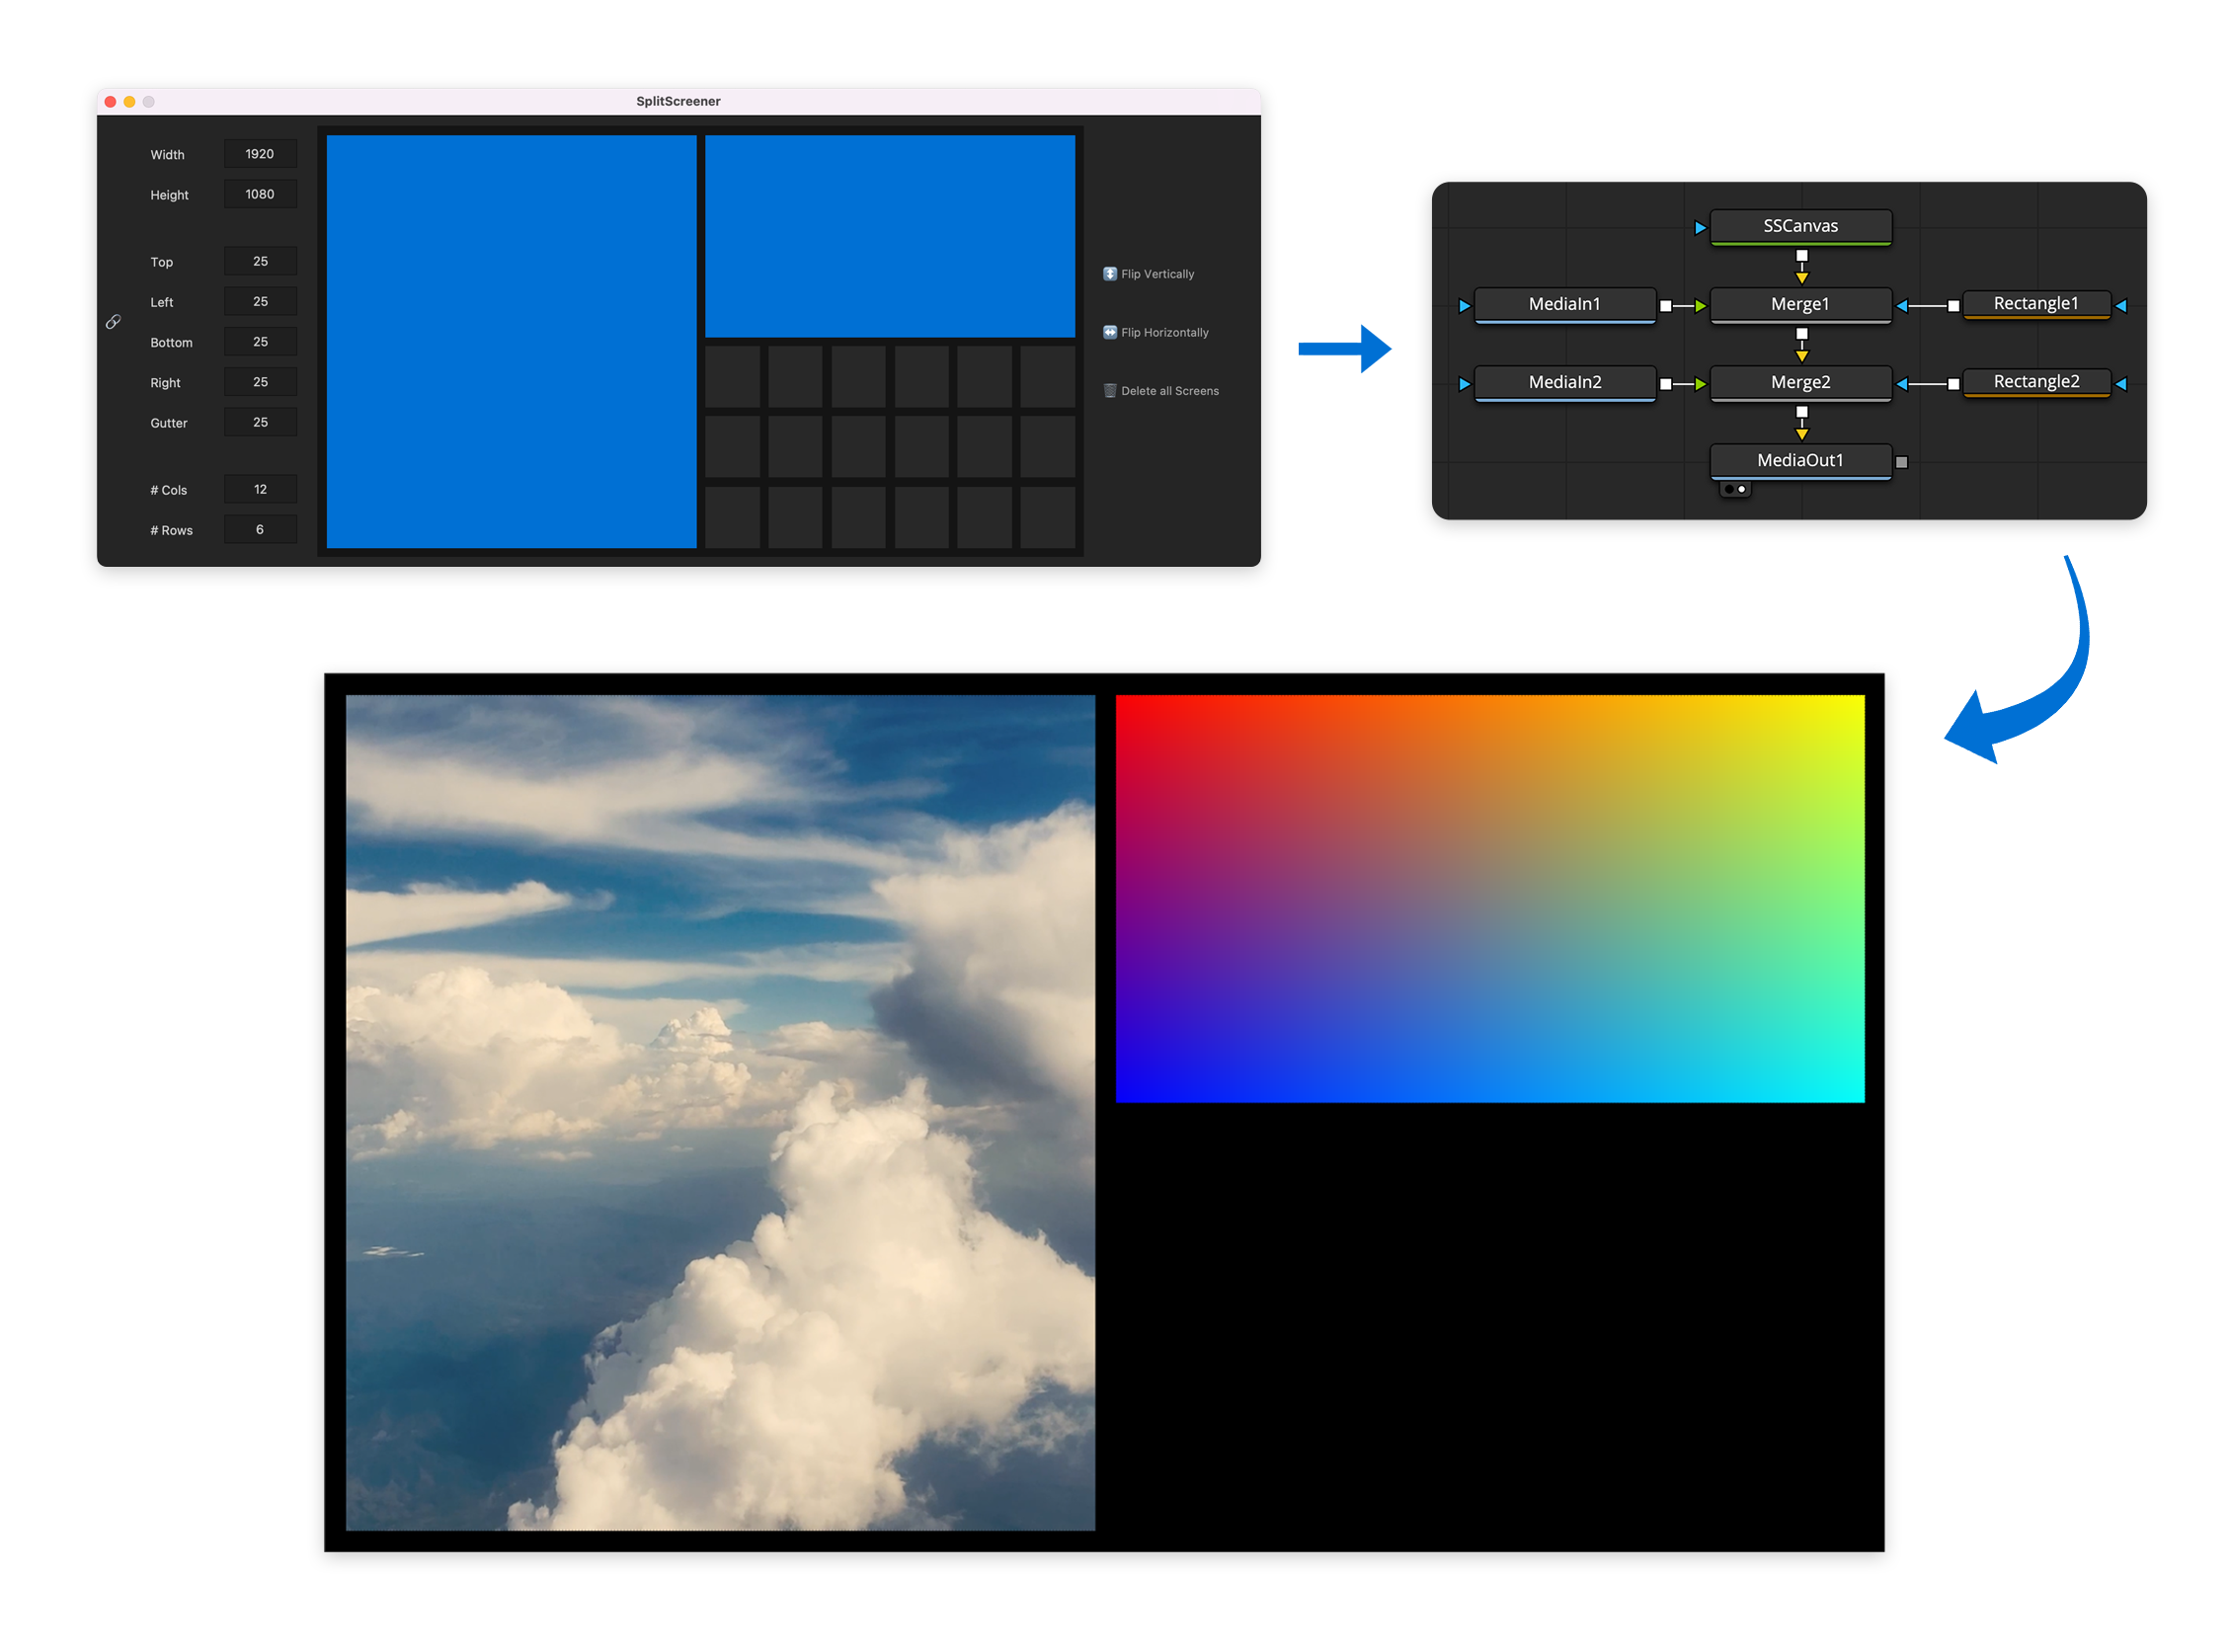 SplitScreener
Width 1920
Height 1080
Top 25
Left 25
Bottom 25
Right 25
Gutter 25
# Cols 12
# Rows 6
Flip Vertically
Flip Horizontally
Delete all Screens
SSCanvas
MediaIn1 Merge1 Rectangle1
MediaIn2 Merge2 Rectangle2
MediaOut1